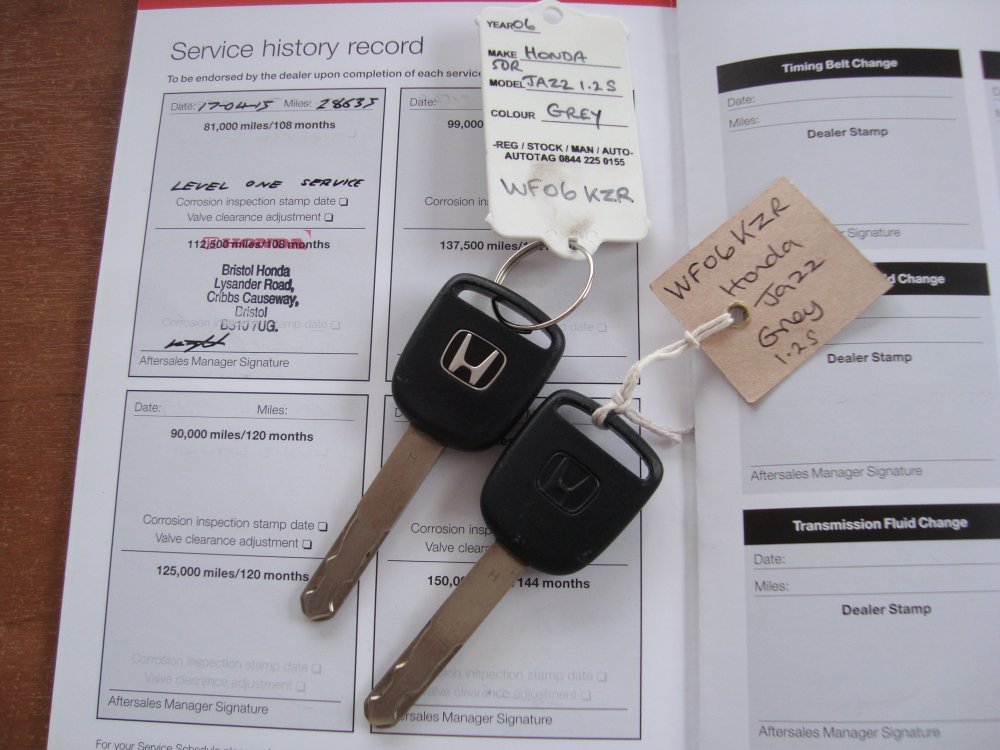 Service history record
To be endorsed by the dealer upon completion of each service
Date: 17-04-15 Miles: 28635
81,000 miles/108 months
LEVEL ONE SERVICE
Corrosion inspection stamp date
Valve clearance adjustment
112,500 miles/108 months
HONDA
Bristol Honda
Lysander Road,
Cribbs Causeway,
Bristol
Corrosion inspection stamp date
Aftersales Manager Signature
Date:
99,000
Corrosion
137,500 miles/
Date: Miles:
90,000 miles/120 months
Corrosion inspection stamp date
Valve clearance adjustment
125,000 miles/120 months
Corrosion inspection stamp date
Valve clearance adjustment
Aftersales Manager Signature
Corrosion inspection
Valve clearance
144 months
stamp date
valve clearance adjustment
Aftersales Manager Signature
For your Service Schedule please
YEAR 06
MAKE HONDA
5DR
MODEL JAZZ 1.2 S
COLOUR GREY
-REG / STOCK / MAN / AUTO-
AUTOTAG 0844 225 0155
WF06 KZR
H
H
WF06 KZR
Honda
Jazz
Grey
1.2S
Timing Belt Change
Date:
Miles:
Dealer Stamp
Signature
d Change
Dealer Stamp
Aftersales Manager Signature
Transmission Fluid Change
Date:
Miles:
Dealer Stamp
Aftersales Manager Signature